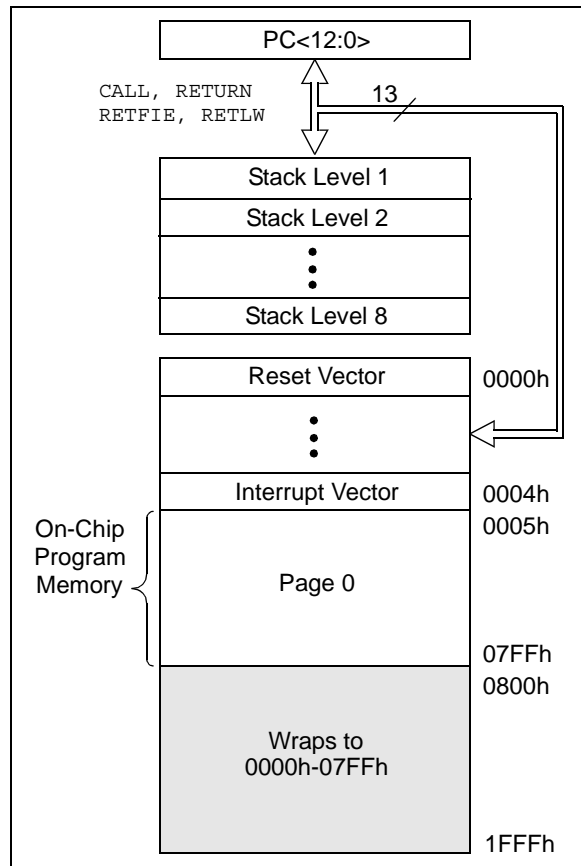 PC<12:0>
CALL, RETURN
RETFIE, RETLW
13
Stack Level 1
Stack Level 2
Stack Level 8
Reset Vector
0000h
Interrupt Vector
0004h
On-Chip
Program
Memory
0005h
Page 0
07FFh
0800h
Wraps to
0000h-07FFh
1FFFh